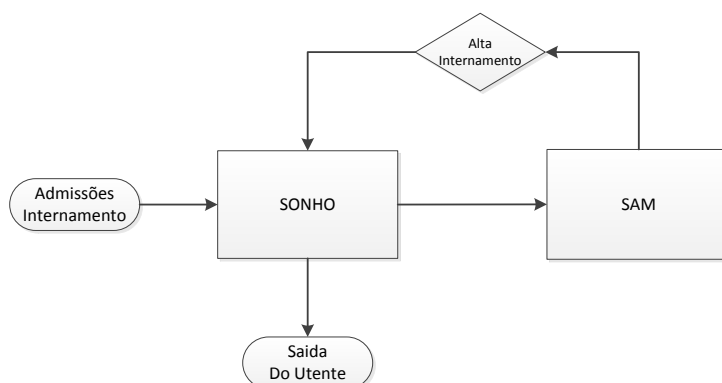 Alta
Internamento
Admissões
Internamento
SONHO
SAM
Saida
Do Utente